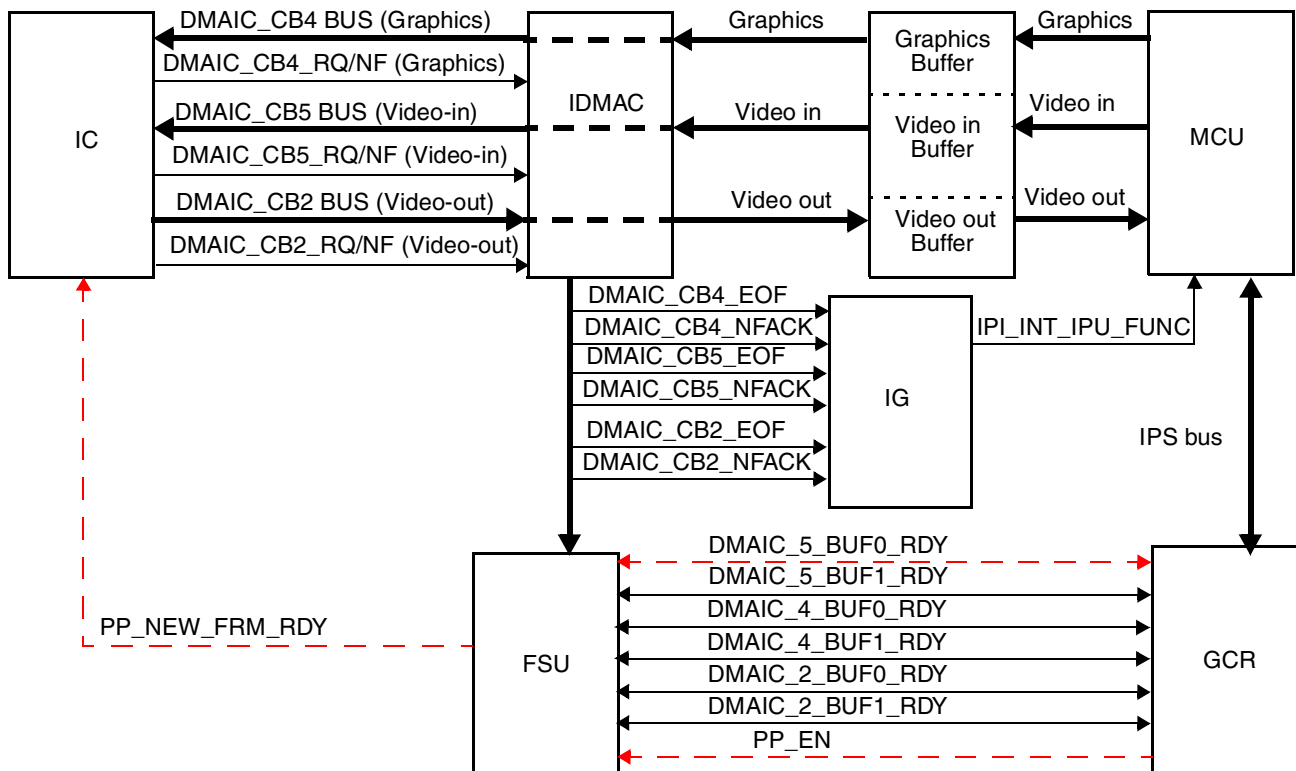 DMAIC_CB4 BUS (Graphics)
DMAIC_CB4_RQ/NF (Graphics)
DMAIC_CB5 BUS (Video-in)
DMAIC_CB5_RQ/NF (Video-in)
DMAIC_CB2 BUS (Video-out)
DMAIC_CB2_RQ/NF (Video-out)
IC
IDMAC
Graphics
Video in
Video out
Graphics
Buffer
Video in
Buffer
Video out
Buffer
Graphics
Video in
Video out
MCU
DMAIC_CB4_EOF
DMAIC_CB4_NFACK
DMAIC_CB5_EOF
DMAIC_CB5_NFACK
DMAIC_CB2_EOF
DMAIC_CB2_NFACK
IG
IPI_INT_IPU_FUNC
IPS bus
PP_NEW_FRM_RDY
FSU
DMAIC_5_BUF0_RDY
DMAIC_5_BUF1_RDY
DMAIC_4_BUF0_RDY
DMAIC_4_BUF1_RDY
DMAIC_2_BUF0_RDY
DMAIC_2_BUF1_RDY
PP_EN
GCR